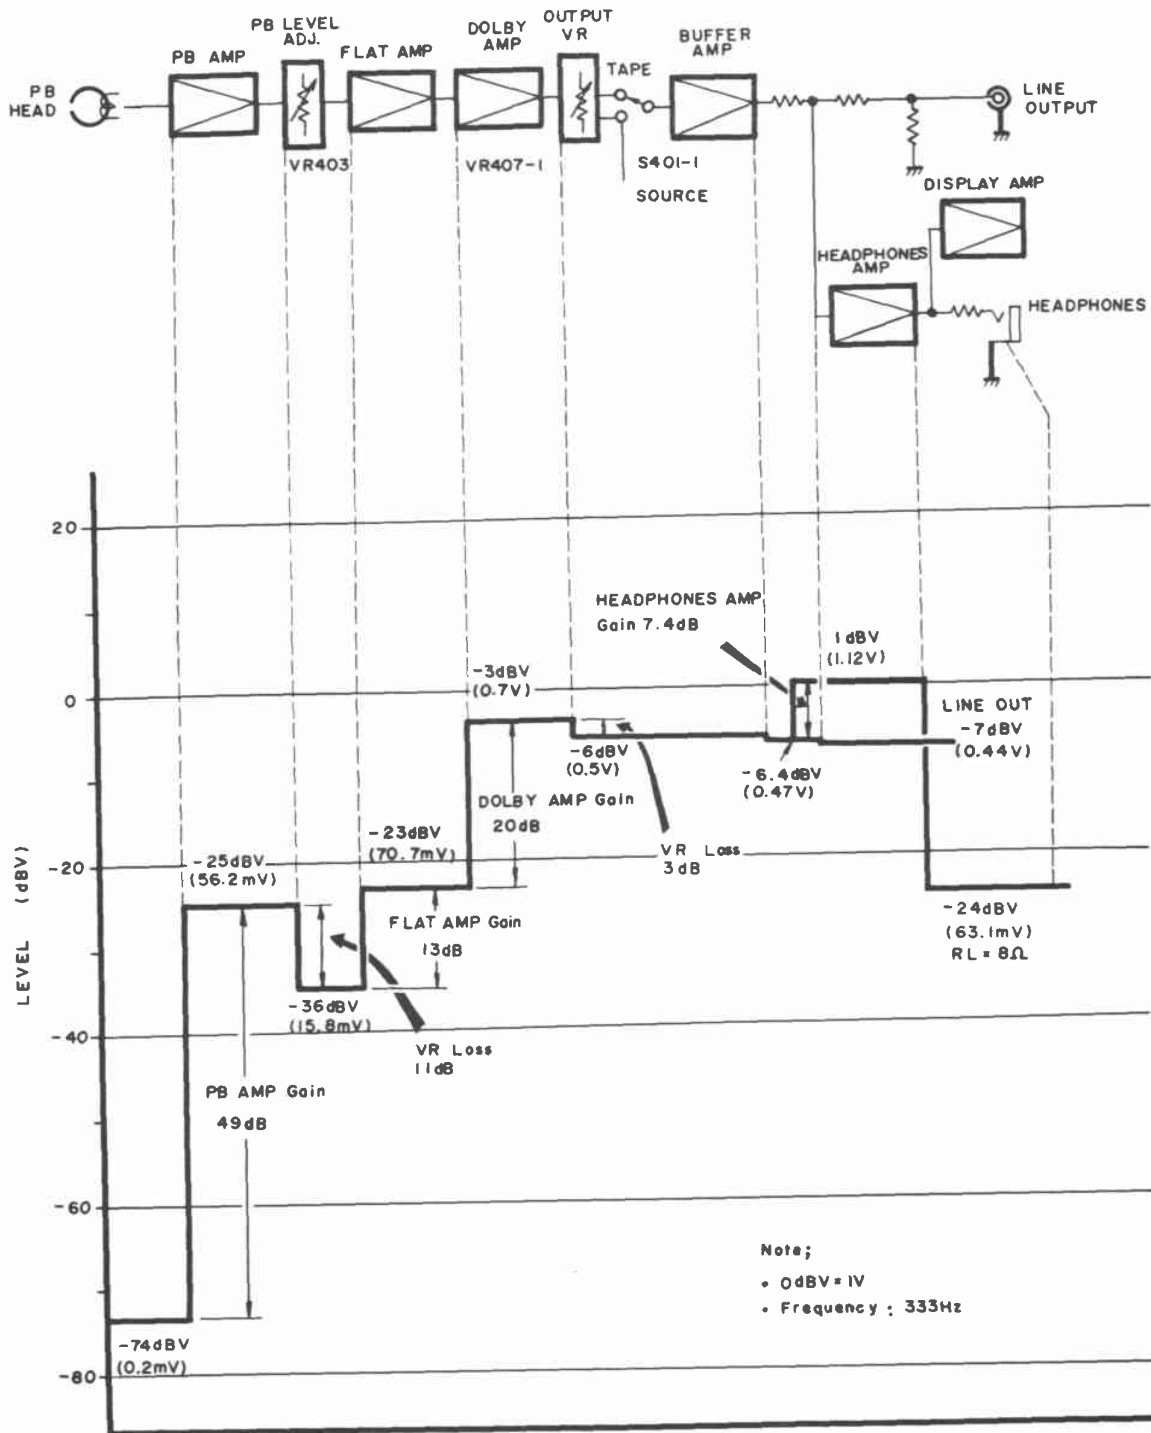 PB HEAD
PB AMP
PB LEVEL
ADJ.
VR403
FLAT AMP
DOLBY
AMP
VR407-1
OUTPUT
VR
TAPE
S401-1
SOURCE
BUFFER
AMP
LINE
OUTPUT
DISPLAY AMP
HEADPHONES
AMP
HEADPHONES
LEVEL (dBV)
20
0
-20
-40
-60
-80
HEADPHONES AMP
Gain 7.4dB
1dBV
(1.12V)
-3dBV
(0.7V)
LINE OUT
-7dBV
(0.44V)
-6dBV
(0.5V)
-6.4dBV
(0.47V)
DOLBY AMP Gain
20dB
-23dBV
(70.7mV)
VR Loss
3dB
-25dBV
(56.2mV)
FLAT AMP Gain
13dB
-24dBV
(63.1mV)
RL = 8Ω
-36dBV
(15.8mV)
VR Loss
11dB
PB AMP Gain
49dB
Note;
• 0dBV = 1V
• Frequency : 333Hz
-74dBV
(0.2mV)